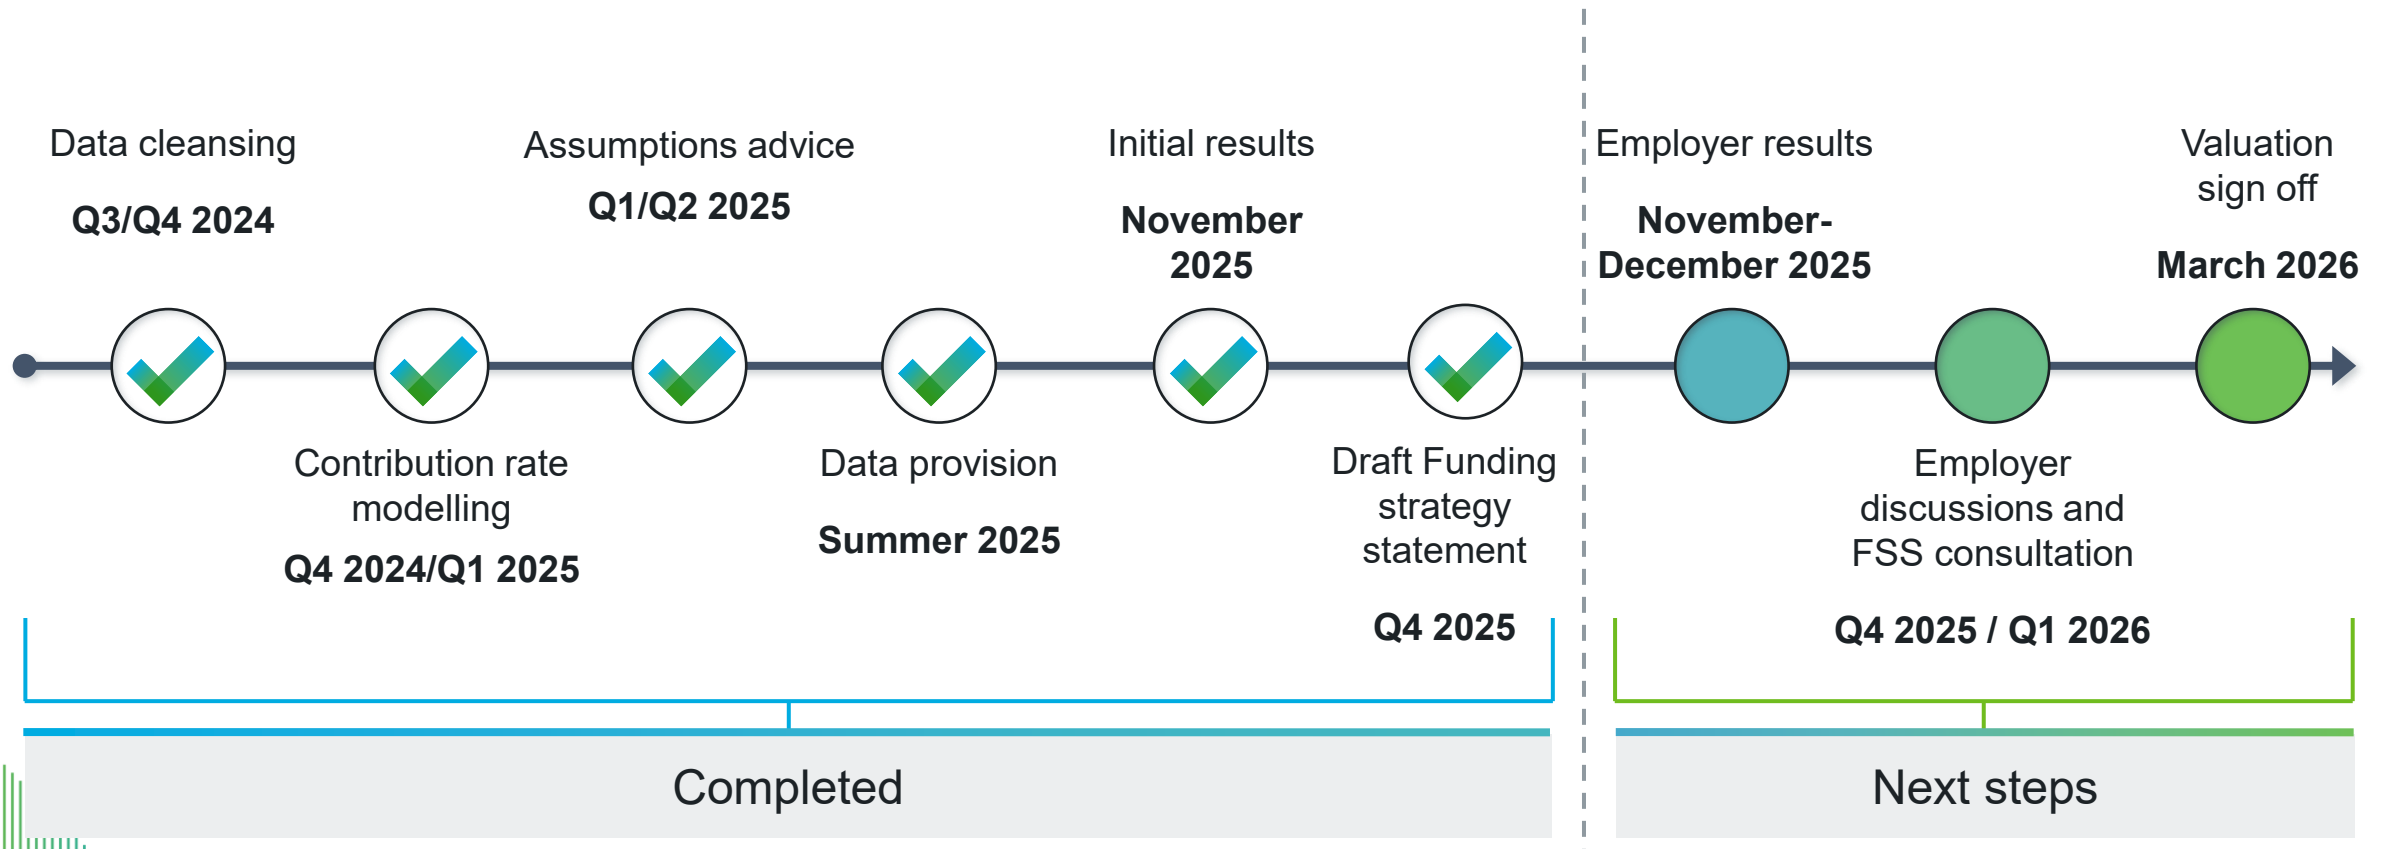 Data cleansing
Q3/Q4 2024
Contribution rate
modelling
Q4 2024/Q1 2025
Assumptions advice
Q1/Q2 2025
Data provision
Summer 2025
Initial results
November
2025
Draft Funding
strategy
statement
Q4 2025
Employer results
November-
December 2025
Employer
discussions and
FSS consultation
Q4 2025 / Q1 2026
Valuation
sign off
March 2026
Completed
Next steps